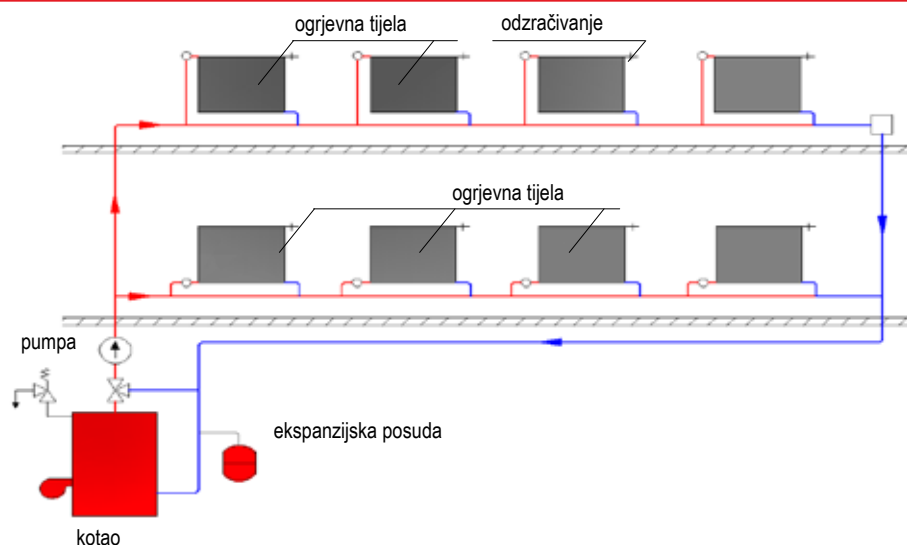 ogrjevna tijela
odzračivanje
ogrjevna tijela
pumpa
ekspanzijska posuda
kotao